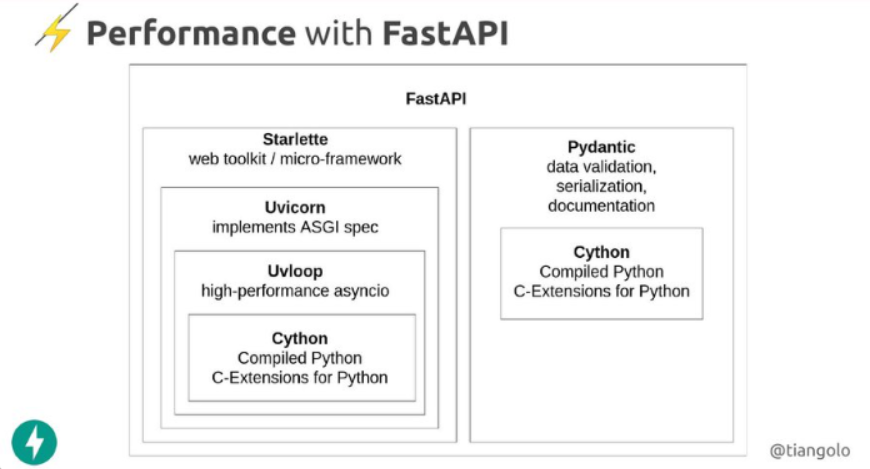 Performance with FastAPI
FastAPI
Starlette
web toolkit / micro-framework
Uvicorn
implements ASGI spec
Uvloop
high-performance asyncio
Cython
Compiled Python
C-Extensions for Python
Pydantic
data validation,
serialization,
documentation
Cython
Compiled Python
C-Extensions for Python
@tiangolo